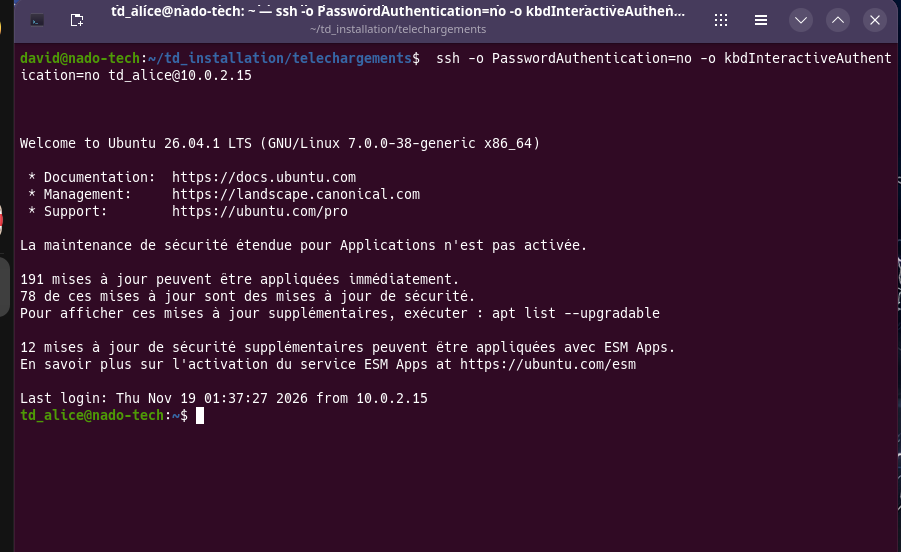 td_alice@nado-tech: ~ — ssh -o PasswordAuthentication=no -o kbdInteractiveAuthen...
~/td_installation/telechargements
david@nado-tech:~/td_installation/telechargements$  ssh -o PasswordAuthentication=no -o kbdInteractiveAuthent
ication=no td_alice@10.0.2.15
Welcome to Ubuntu 26.04.1 LTS (GNU/Linux 7.0.0-38-generic x86_64)
 * Documentation:  https://docs.ubuntu.com
 * Management:     https://landscape.canonical.com
 * Support:        https://ubuntu.com/pro
La maintenance de sécurité étendue pour Applications n'est pas activée.
191 mises à jour peuvent être appliquées immédiatement.
78 de ces mises à jour sont des mises à jour de sécurité.
Pour afficher ces mises à jour supplémentaires, exécuter : apt list --upgradable
12 mises à jour de sécurité supplémentaires peuvent être appliquées avec ESM Apps.
En savoir plus sur l'activation du service ESM Apps at https://ubuntu.com/esm
Last login: Thu Nov 19 01:37:27 2026 from 10.0.2.15
td_alice@nado-tech:~$